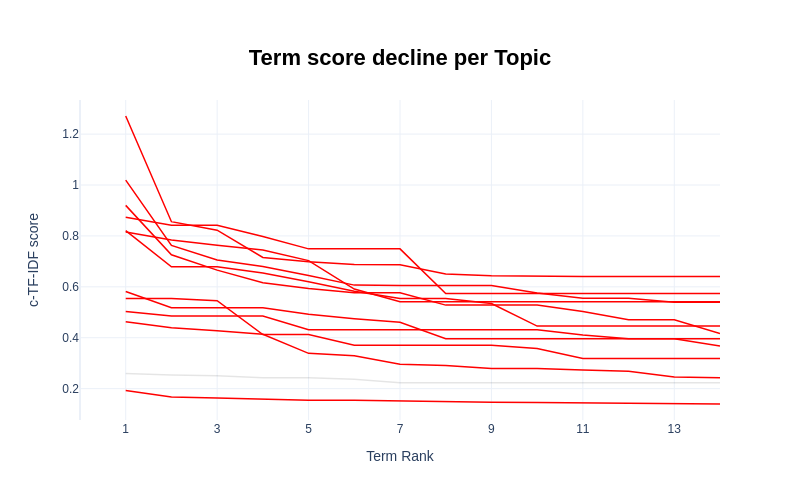 Term score decline per Topic
c-TF-IDF score
1.2
1
0.8
0.6
0.4
0.2
1 3 5 7 9 11 13
Term Rank